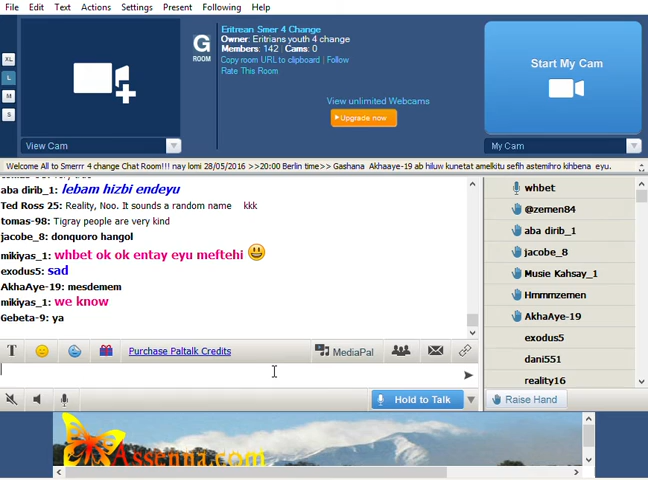 File Edit Text Actions Settings Present Following Help
XL
L
M
S
View Cam
G
ROOM
Eritrean Smer 4 Change
Owner: Eritrians youth 4 change
Members: 142 Cams: 0
Copy room URL to clipboard | Follow
Rate This Room
View unlimited Webcams
Upgrade now
Start My Cam
My Cam
Welcome All to Smerrr 4 change Chat Room!!! nay lomi 28/05/2016 >>20:00 Berlin time>> Gashana Akhaaye-19 ab hiluw kunetat amelkitu sefih astemihro kihbena eyu.
aba dirib_1: lebam hizbi endeyu
Ted Ross 25: Reality, Noo. It sounds a random name kkk
tomas-98: Tigray people are very kind
jacobe_8: donquoro hangol
mikiyas_1: whbet ok ok entay eyu meftehi
exodus5: sad
AkhaAye-19: mesdemem
mikiyas_1: we know
Gebeta-9: ya
whbet
@zemen84
aba dirib_1
jacobe_8
Musie Kahsay_1
Hmmmzemen
AkhaAye-19
exodus5
dani551
reality16
T
Purchase Paltalk Credits
MediaPal
Hold to Talk
Raise Hand
Assenna.com